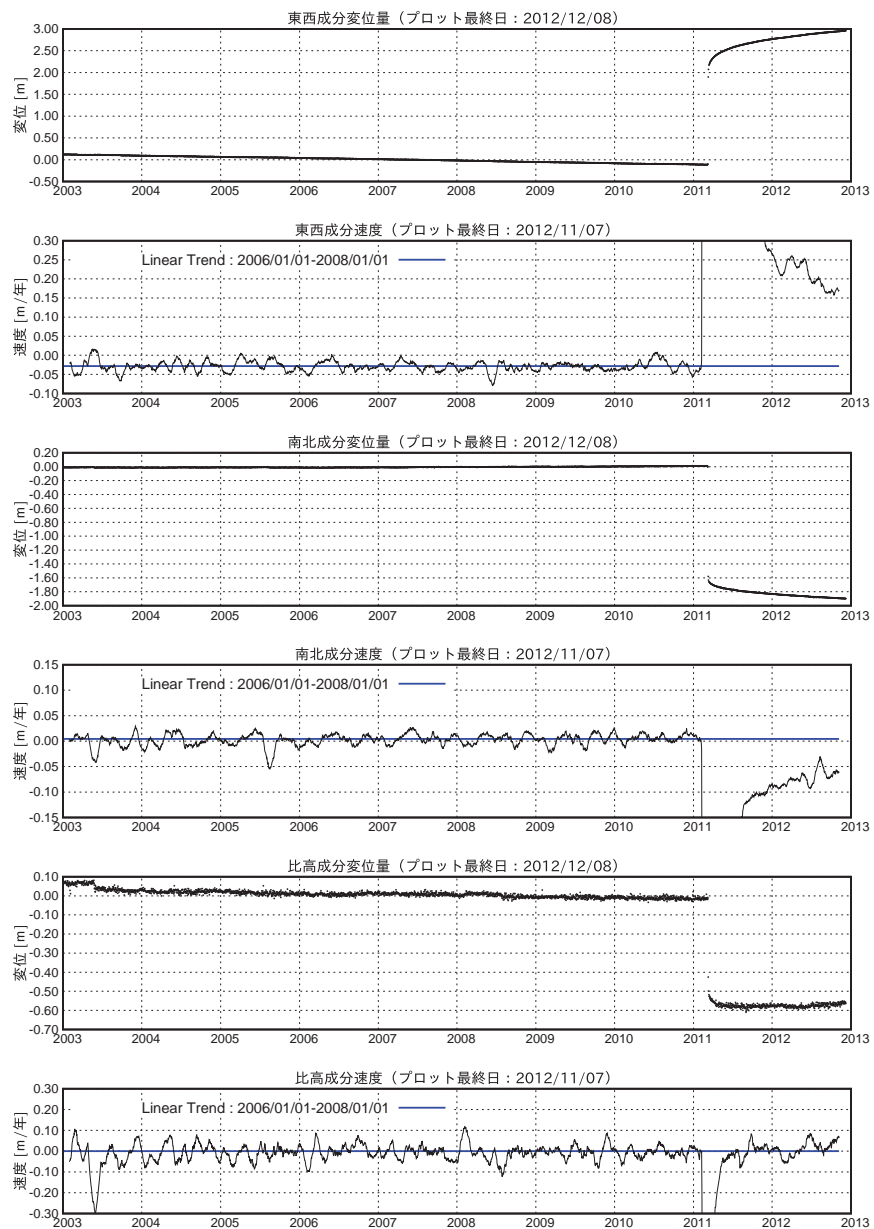 東西成分変位量（プロット最終日：2012/12/08）
変位 [m]
3.00
2.50
2.00
1.50
1.00
0.50
0.00
-0.50
2003 2004 2005 2006 2007 2008 2009 2010 2011 2012 2013
東西成分速度（プロット最終日：2012/11/07）
速度 [m/年]
Linear Trend : 2006/01/01-2008/01/01
0.30
0.25
0.20
0.15
0.10
0.05
0.00
-0.05
-0.10
2003 2004 2005 2006 2007 2008 2009 2010 2011 2012 2013
南北成分変位量（プロット最終日：2012/12/08）
変位 [m]
0.20
0.00
-0.20
-0.40
-0.60
-0.80
-1.00
-1.20
-1.40
-1.60
-1.80
-2.00
2003 2004 2005 2006 2007 2008 2009 2010 2011 2012 2013
南北成分速度（プロット最終日：2012/11/07）
速度 [m/年]
Linear Trend : 2006/01/01-2008/01/01
0.15
0.10
0.05
0.00
-0.05
-0.10
-0.15
2003 2004 2005 2006 2007 2008 2009 2010 2011 2012 2013
比高成分変位量（プロット最終日：2012/12/08）
変位 [m]
0.10
0.00
-0.10
-0.20
-0.30
-0.40
-0.50
-0.60
-0.70
2003 2004 2005 2006 2007 2008 2009 2010 2011 2012 2013
比高成分速度（プロット最終日：2012/11/07）
速度 [m/年]
Linear Trend : 2006/01/01-2008/01/01
0.30
0.20
0.10
0.00
-0.10
-0.20
-0.30
2003 2004 2005 2006 2007 2008 2009 2010 2011 2012 2013